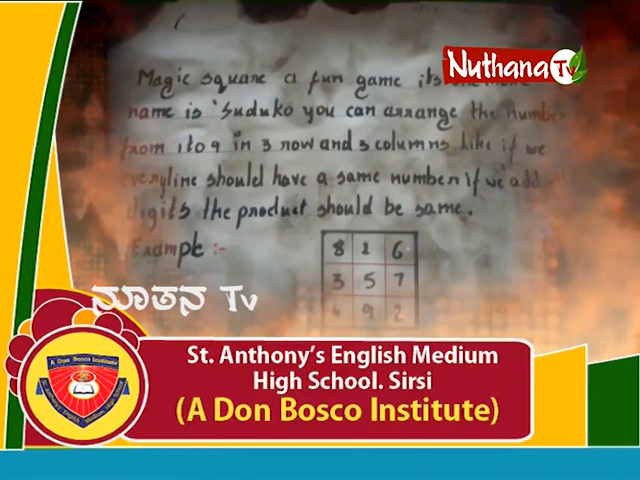 Nuthana Tv
Magic square a fun game its
name is 'Suduko you can arrange the number
from 1 to 9 in 3 row and 3 columns. Like if we
everyline should have a same number if we add all
digits the product should be same.
Exampl :-
8 1 6
3 5 7
4 9 2
ನೂತನ Tv
A Don Bosco Institute
St. Anthony's English Medium
High School. Sirsi
(A Don Bosco Institute)